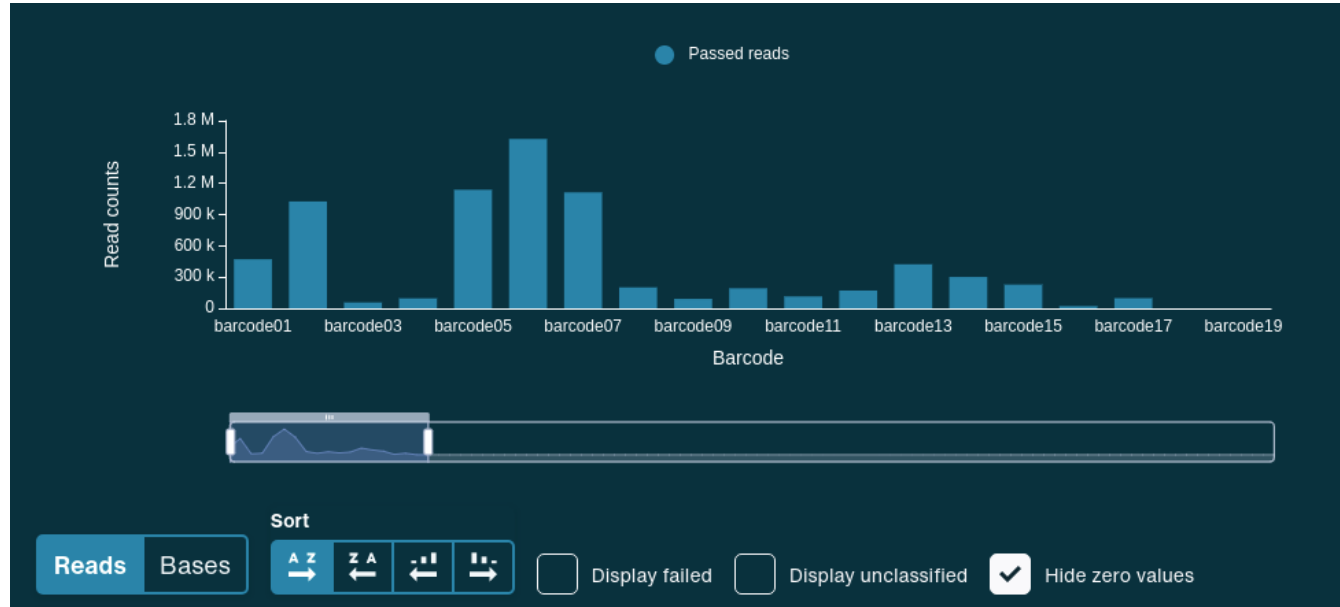 Passed reads
Read counts
1.8 M
1.5 M
1.2 M
900 k
600 k
300 k
0
barcode01 barcode03 barcode05 barcode07 barcode09 barcode11 barcode13 barcode15 barcode17 barcode19
Barcode
Sort
Reads Bases A Z Z A Display failed Display unclassified Hide zero values